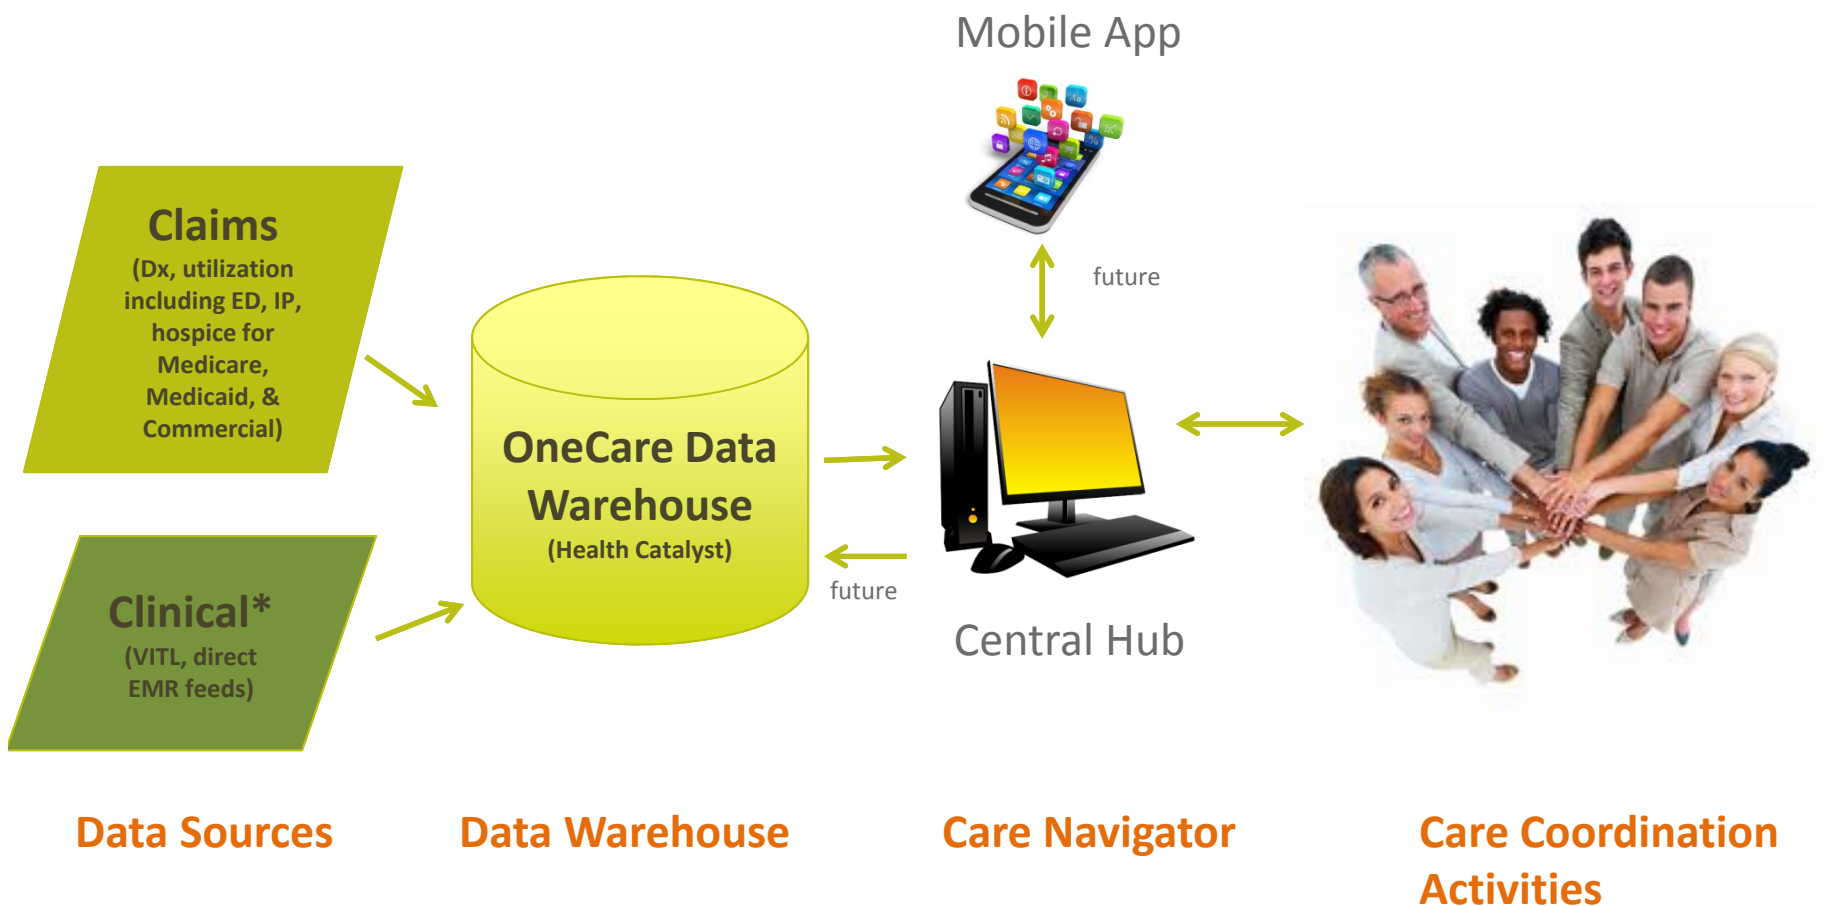 Mobile App
future
Claims
(Dx, utilization
including ED, IP,
hospice for
Medicare,
Medicaid, &
Commercial)
OneCare Data
Warehouse
(Health Catalyst)
future
Clinical*
(VITL, direct
EMR feeds)
Central Hub
Data Sources
Data Warehouse
Care Navigator
Care Coordination
Activities